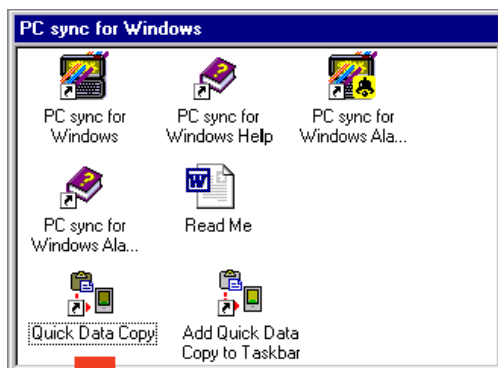 PC sync for Windows
PC sync for
Windows
PC sync for
Windows Help
PC sync for
Windows Ala...
PC sync for
Windows Ala...
Read Me
Quick Data Copy
Add Quick Data
Copy to Taskbar